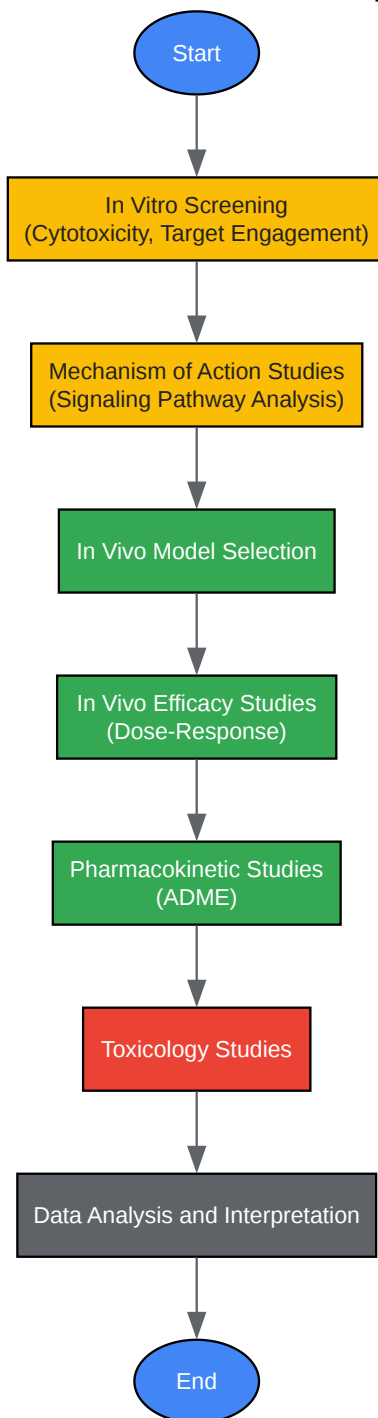 Start
In Vitro Screening
(Cytotoxicity, Target Engagement)
Mechanism of Action Studies
(Signaling Pathway Analysis)
In Vivo Model Selection
In Vivo Efficacy Studies
(Dose-Response)
Pharmacokinetic Studies
(ADME)
Toxicology Studies
Data Analysis and Interpretation
End